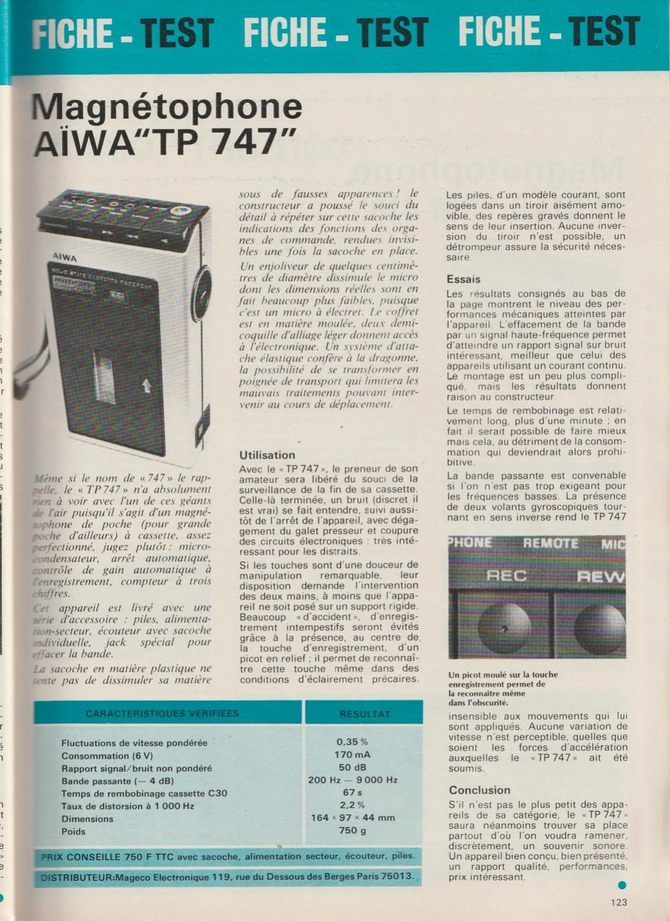 FICHE - TEST FICHE - TEST FICHE - TEST
Magnétophone
AÏWA“TP 747”
AIWA
Même si le nom de « 747 » le rap-
pelle, le « TP 747 » n'a absolument
rien à voir avec l'un de ces géants
de l'air puisqu'il s'agit d'un magné-
tophone de poche (pour grande
poche d'ailleurs) à cassette, assez
perfectionné, jugez plutôt : micro-
condensateur, arrêt automatique,
contrôle de gain automatique à
l'enregistrement, compteur à trois
chiffres.
Cet appareil est livré avec une
série d'accessoire : piles, alimenta-
tion-secteur, écouteur avec sacoche
individuelle, jack spécial pour
effacer la bande.
La sacoche en matière plastique ne
tente pas de dissimuler sa matière
sous de fausses apparences ! le
constructeur a poussé le souci du
détail à répéter sur cette sacoche les
indications des fonctions des orga-
nes de commande, rendues invisi-
bles une fois la sacoche en place.
Un enjoliveur de quelques centimè-
tres de diamètre dissimule le micro
dont les dimensions réelles sont en
fait beaucoup plus faibles, puisque
c'est un micro à électret. Le coffret
est en matière moulée, deux demi-
coquille d'alliage léger donnent accès
à l'électronique. Un système d'atta-
che élastique confère à la dragonne,
la possibilité de se transformer en
poignée de transport qui limitera les
mauvais traitements pouvant inter-
venir au cours de déplacement.
Utilisation
Avec le « TP 747 », le preneur de son
amateur sera libéré du souci de la
surveillance de la fin de sa cassette.
Celle-là terminée, un bruit (discret il
est vrai) se fait entendre, suivi aussi-
tôt de l'arrêt de l'appareil, avec déga-
gement du galet presseur et coupure
des circuits électroniques : très inté-
ressant pour les distraits.
Si les touches sont d'une douceur de
manipulation remarquable, leur
disposition demande l'intervention
des deux mains, à moins que l'appa-
reil ne soit posé sur un support rigide.
Beaucoup « d'accident », d'enregis-
trement intempestifs seront évités
grâce à la présence, au centre de
la touche d'enregistrement, d'un
picot en relief ; il permet de reconnaî-
tre cette touche même dans des
conditions d'éclairement précaires.
Les piles, d'un modèle courant, sont
logées dans un tiroir aisément amo-
vible, des repères gravés donnent le
sens de leur insertion. Aucune inver-
sion du tiroir n'est possible, un
détrompeur assure la sécurité néces-
saire.
Essais
Les résultats consignés au bas de
la page montrent le niveau des per-
formances mécaniques atteintes par
l'appareil. L'effacement de la bande
par un signal haute-fréquence permet
d'atteindre un rapport signal sur bruit
intéressant, meilleur que celui des
appareils utilisant un courant continu.
Le montage est un peu plus compli-
qué, mais les résultats donnent
raison au constructeur.
Le temps de rembobinage est relati-
vement long, plus d'une minute ; en
fait il serait possible de faire mieux
mais cela, au détriment de la consom-
mation qui deviendrait alors prohi-
bitive.
La bande passante est convenable
si l'on n'est pas trop exigeant pour
les fréquences basses. La présence
de deux volants gyroscopiques tour-
nant en sens inverse rend le TP 747
PHONE REMOTE MIC
REC REW
Un picot moulé sur la touche
enregistrement permet de
la reconnaître même
dans l'obscurité.
insensible aux mouvements qui lui
sont appliqués. Aucune variation de
vitesse n'est perceptible, quelles que
soient les forces d'accélération
auxquelles le « TP 747 » ait été
soumis.
Conclusion
S'il n'est pas le plus petit des appa-
reils de sa catégorie, le « TP 747 »
saura néanmoins trouver sa place
partout d'où l'on voudra ramener,
discrètement, un souvenir sonore.
Un appareil bien conçu, bien présenté,
un rapport qualité, performances,
prix intéressant.
CARACTERISTIQUES VERIFIEES RESULTAT
Fluctuations de vitesse pondérée 0,35 %
Consommation (6 V) 170 mA
Rapport signal/bruit non pondéré 50 dB
Bande passante (— 4 dB) 200 Hz — 9 000 Hz
Temps de rembobinage cassette C30 67 s
Taux de distorsion à 1 000 Hz 2,2 %
Dimensions 164 × 97 × 44 mm
Poids 750 g
PRIX CONSEILLE 750 F TTC avec sacoche, alimentation secteur, écouteur, piles.
DISTRIBUTEUR:Mageco Electronique 119, rue du Dessous des Berges Paris 75013.
123